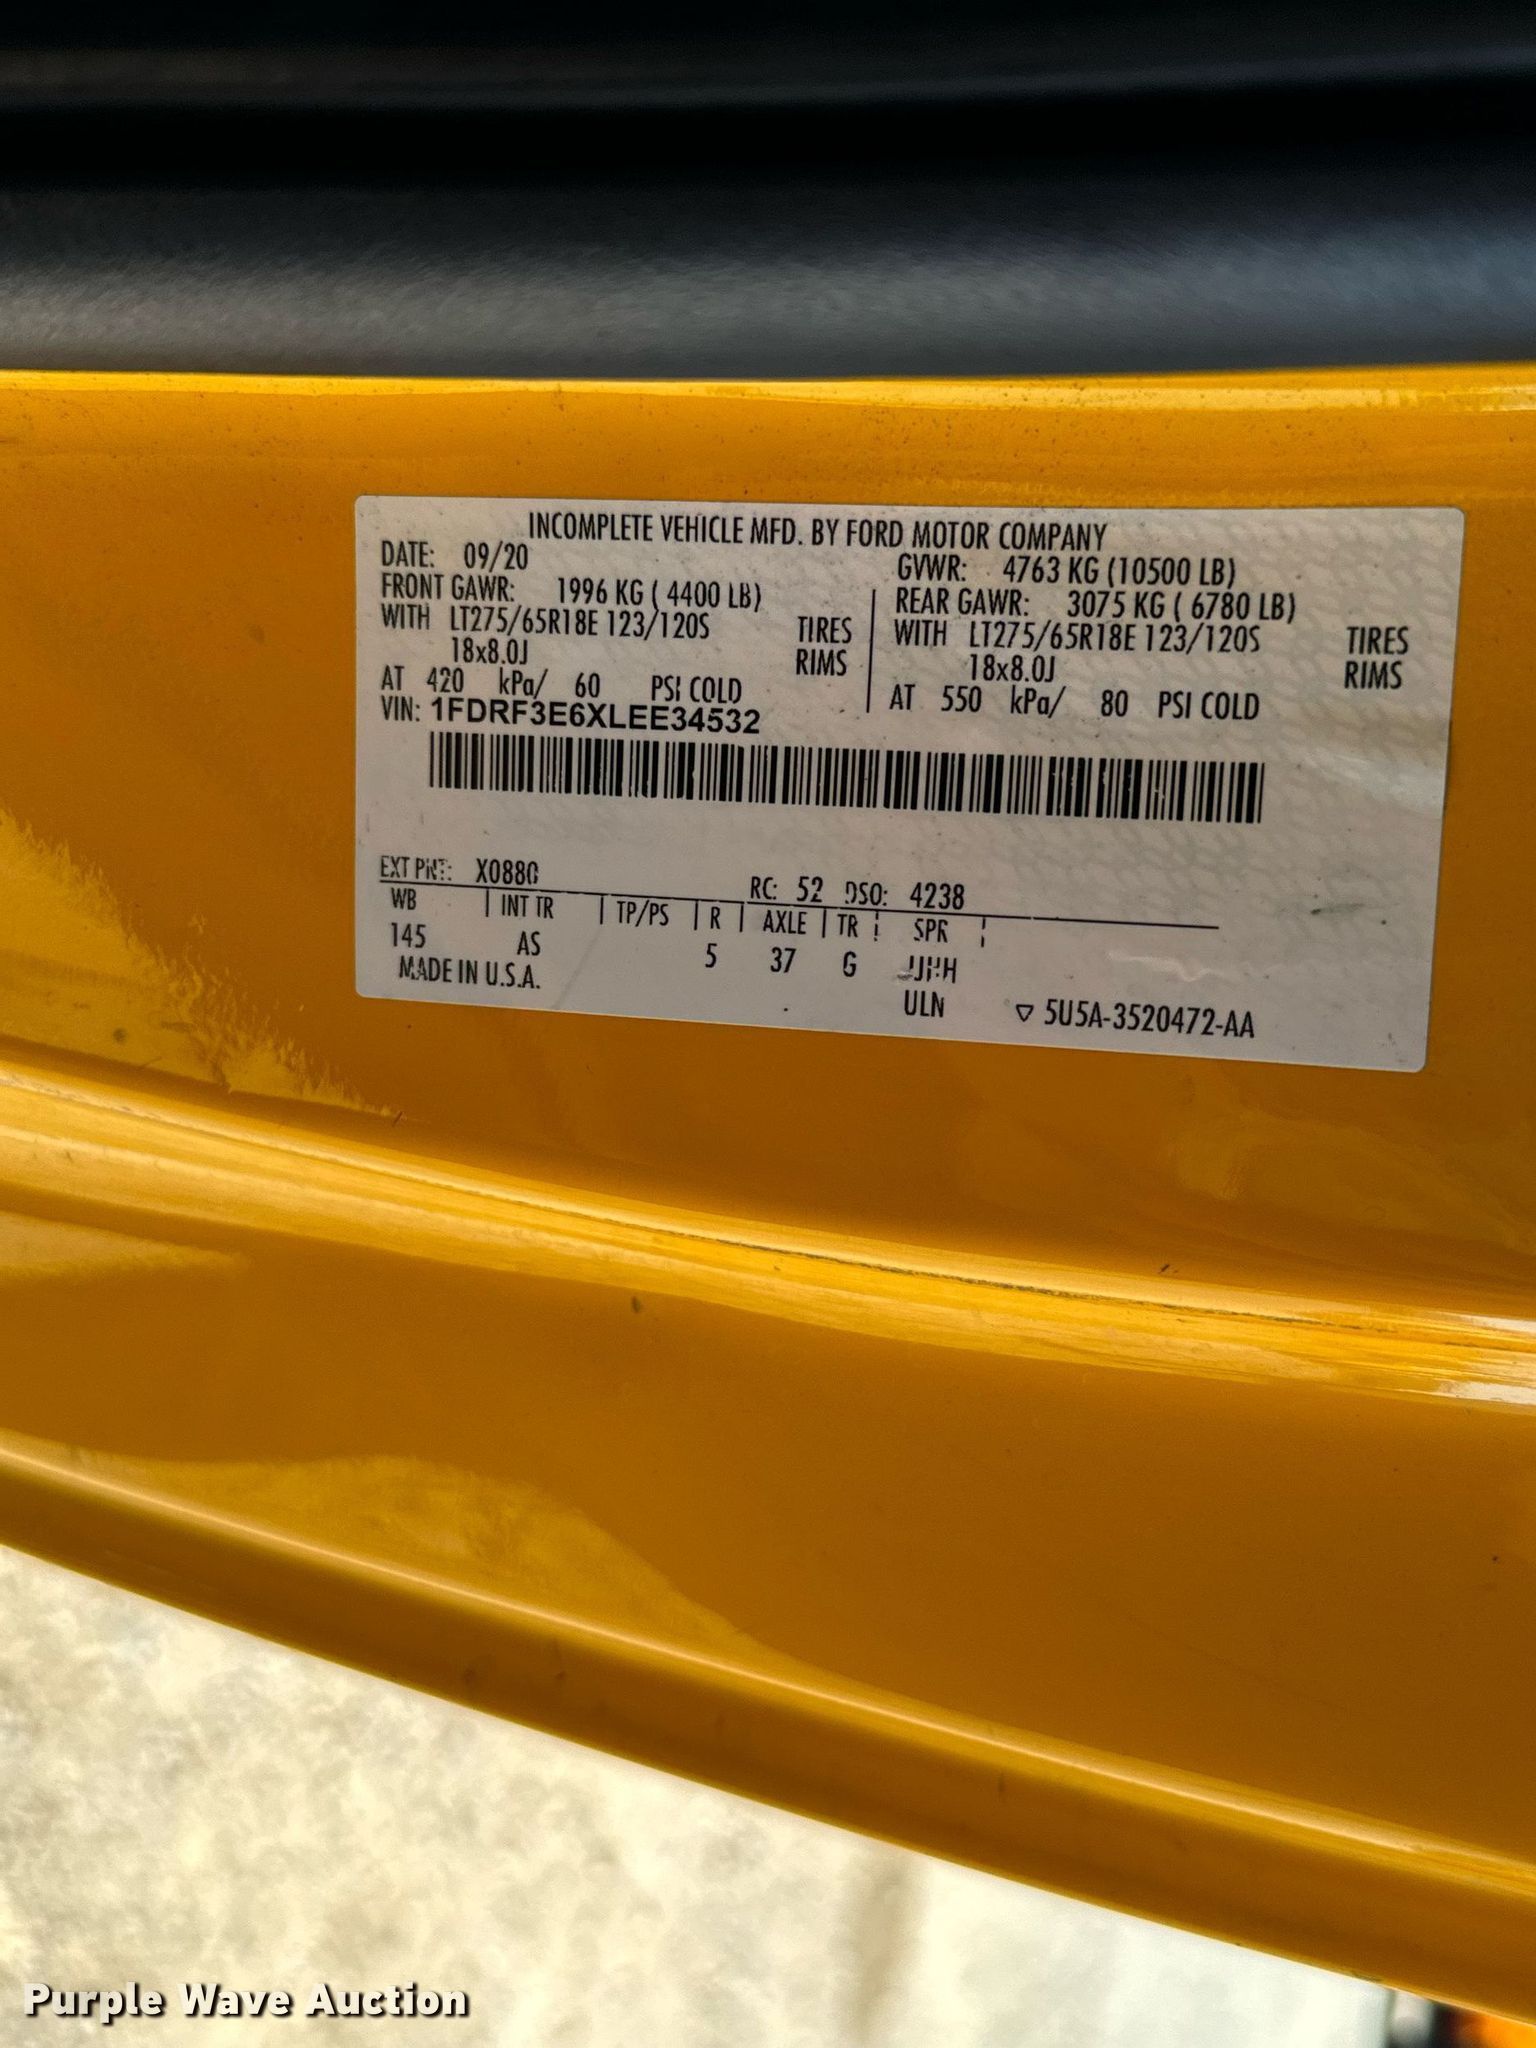 INCOMPLETE VEHICLE MFD. BY FORD MOTOR COMPANY
DATE: 09/20 GVWR: 4763 KG (10500 LB)
FRONT GAWR: 1996 KG ( 4400 LB) REAR GAWR: 3075 KG ( 6780 LB)
WITH LT275/65R18E 123/120S TIRES WITH LT275/65R18E 123/120S TIRES
18x8.0J RIMS 18x8.0J RIMS
AT 420 kPa/ 60 PSI COLD AT 550 kPa/ 80 PSI COLD
VIN: 1FDRF3E6XLEE34532
EXT PNT: X0880 RC: 52 DSO: 4238
WB INT TR TP/PS R AXLE TR SPR
145 AS 5 37 G
MADE IN U.S.A. ULN ▽ 5U5A-3520472-AA
Purple Wave Auction